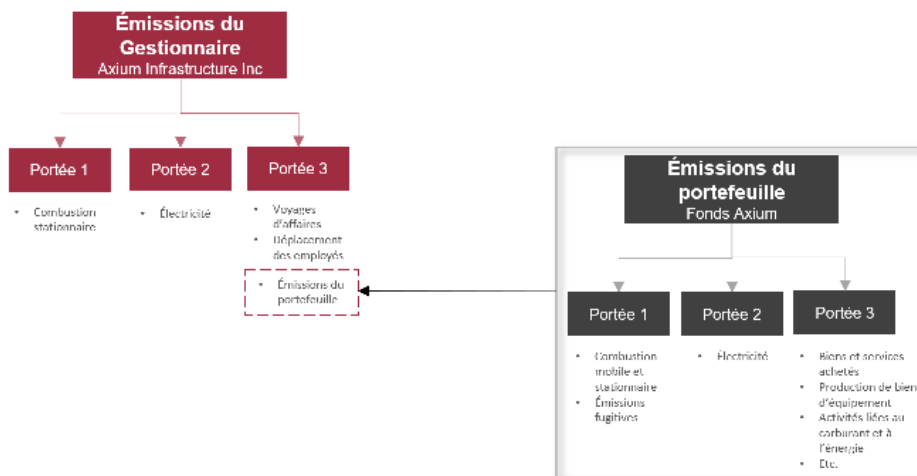 Émissions du
Gestionnaire
Axium Infrastructure Inc
Portée 1
Portée 2
Portée 3
• Combustion
stationnaire
• Électricité
• Voyages
d'affaires
• Déplacement
des employés
• Émissions du
portefeuille
Émissions du
portefeuille
Fonds Axium
Portée 1
Portée 2
Portée 3
• Combustion
mobile et
stationnaire
• Émissions
fugitives
• Électricité
• Biens et services
achetés
• Production de bien
d'équipement
• Activités liées au
carburant et à
l'énergie
• Etc.